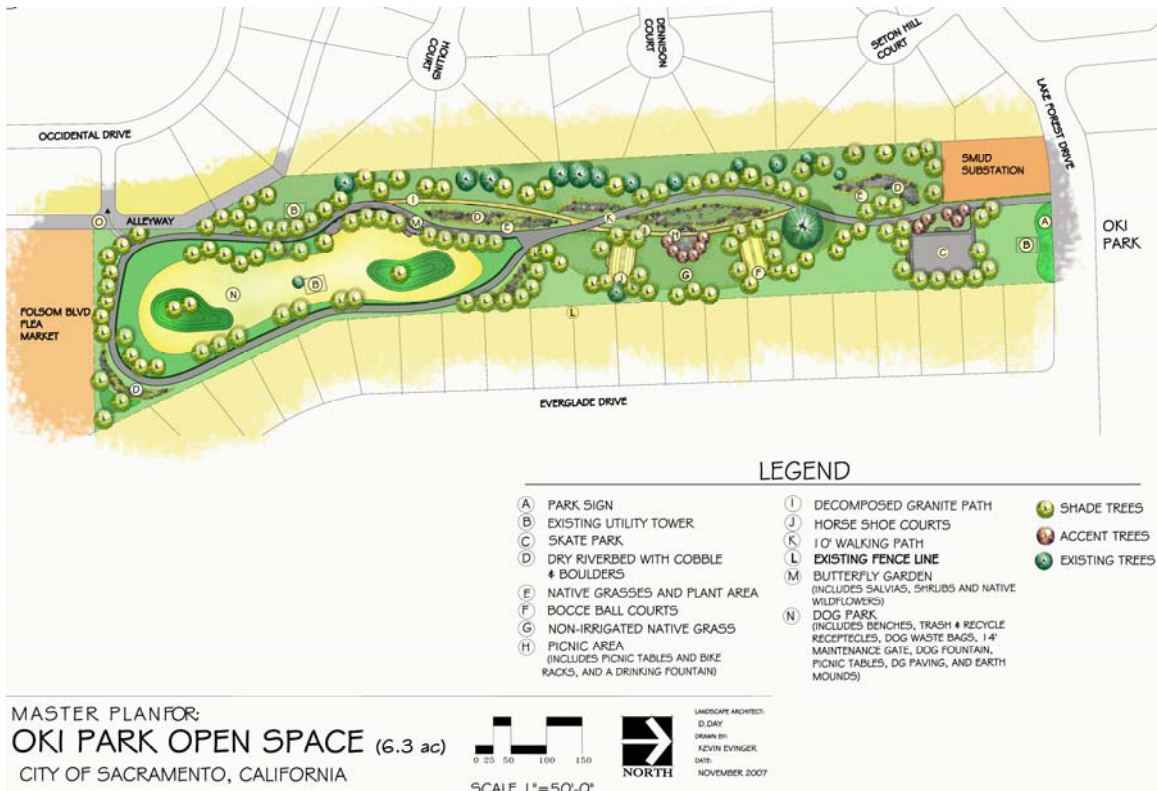 HOLLINS
COURT
DENNISON
COURT
SETON HILL
COURT
LAKE FOREST DRIVE
OCCIDENTAL DRIVE
SMUD
SUBSTATION
ALLEYWAY
OKI
PARK
FOLSOM BLVD
FLEA
MARKET
EVERGLADE DRIVE
O
B
I
M
D
E
K
J
H
G
J
F
E
D
C
A
B
N
B
D
L
LEGEND
A PARK SIGN
B EXISTING UTILITY TOWER
C SKATE PARK
D DRY RIVERBED WITH COBBLE
& BOULDERS
E NATIVE GRASSES AND PLANT AREA
F BOCCE BALL COURTS
G NON-IRRIGATED NATIVE GRASS
H PICNIC AREA
(INCLUDES PICNIC TABLES AND BIKE
RACKS, AND A DRINKING FOUNTAIN)
I DECOMPOSED GRANITE PATH
J HORSE SHOE COURTS
K 10' WALKING PATH
L EXISTING FENCE LINE
M BUTTERFLY GARDEN
(INCLUDES SALVIAS, SHRUBS AND NATIVE
WILDFLOWERS)
N DOG PARK
(INCLUDES BENCHES, TRASH & RECYCLE
RECEPTECLES, DOG WASTE BAGS, 14'
MAINTENANCE GATE, DOG FOUNTAIN,
PICNIC TABLES, DG PAVING, AND EARTH
MOUNDS)
SHADE TREES
ACCENT TREES
EXISTING TREES
MASTER PLAN FOR:
OKI PARK OPEN SPACE (6.3 ac)
CITY OF SACRAMENTO, CALIFORNIA
0 25 50 100 150
SCALE 1"=50'-0"
NORTH
LANDSCAPE ARCHITECT:
D.DAY
DRAWN BY:
KEVIN EVINGER
DATE:
NOVEMBER 2007